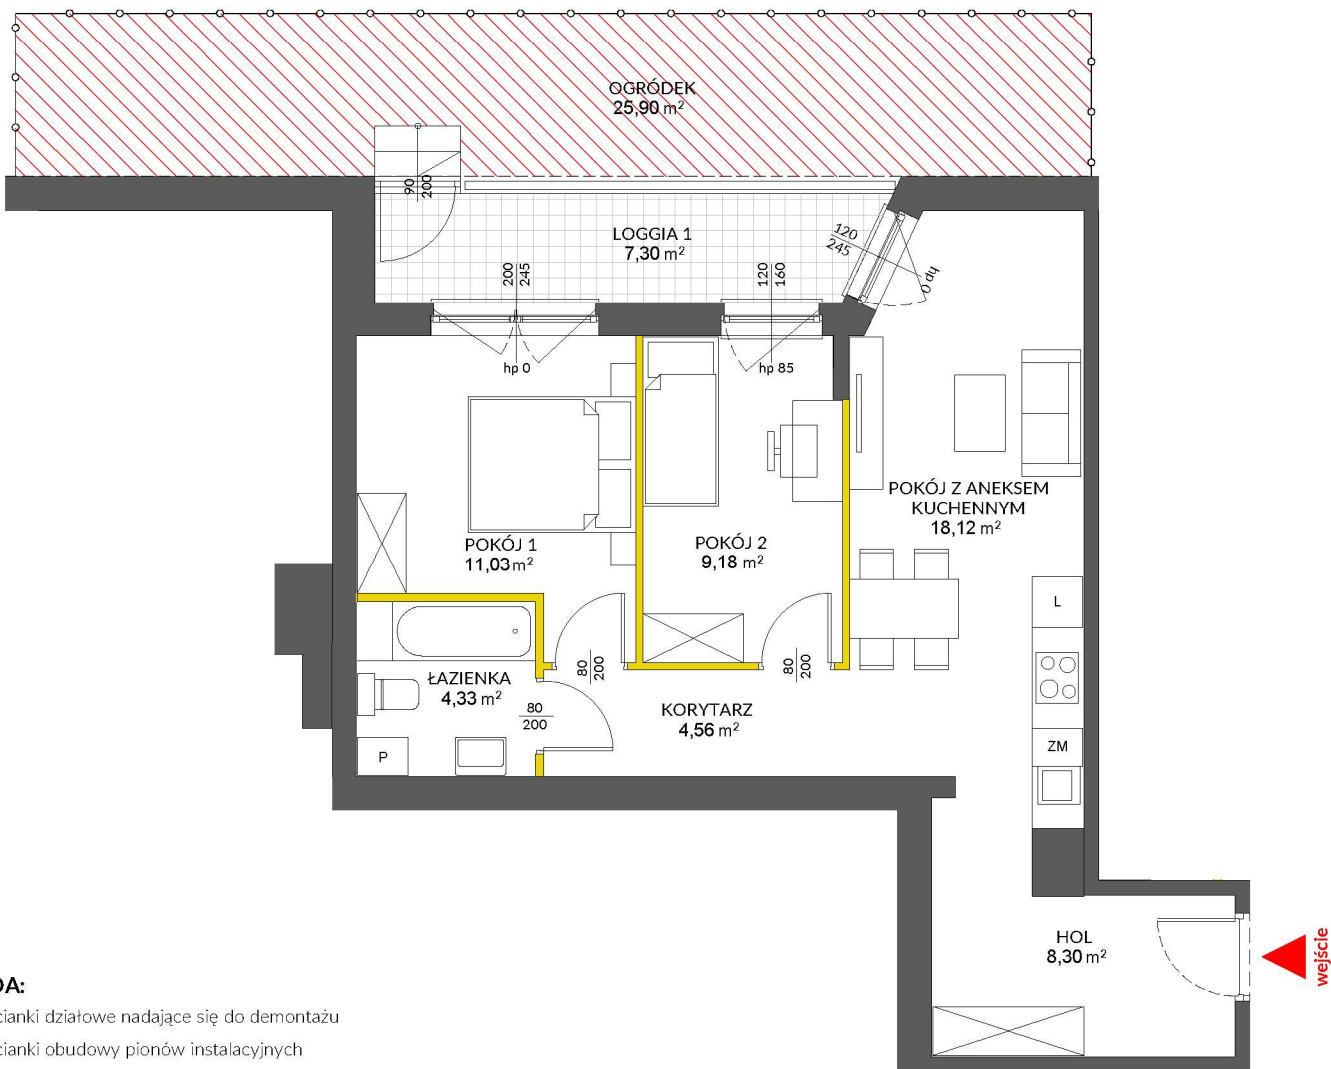 OGRÓDEK
25,90 m²
90
200
LOGGIA 1
7,30 m²
120
245
hp 0
200
245
hp 0
120
160
hp 85
POKÓJ Z ANEKSEM
KUCHENNYM
18,12 m²
POKÓJ 1
11,03 m²
POKÓJ 2
9,18 m²
L
80
200
80
200
ŁAZIENKA
4,33 m²
80
200
KORYTARZ
4,56 m²
ZM
P
HOL
8,30 m²
wejście
DA:
cianki działowe nadające się do demontażu
cianki obudowy pionów instalacyjnych